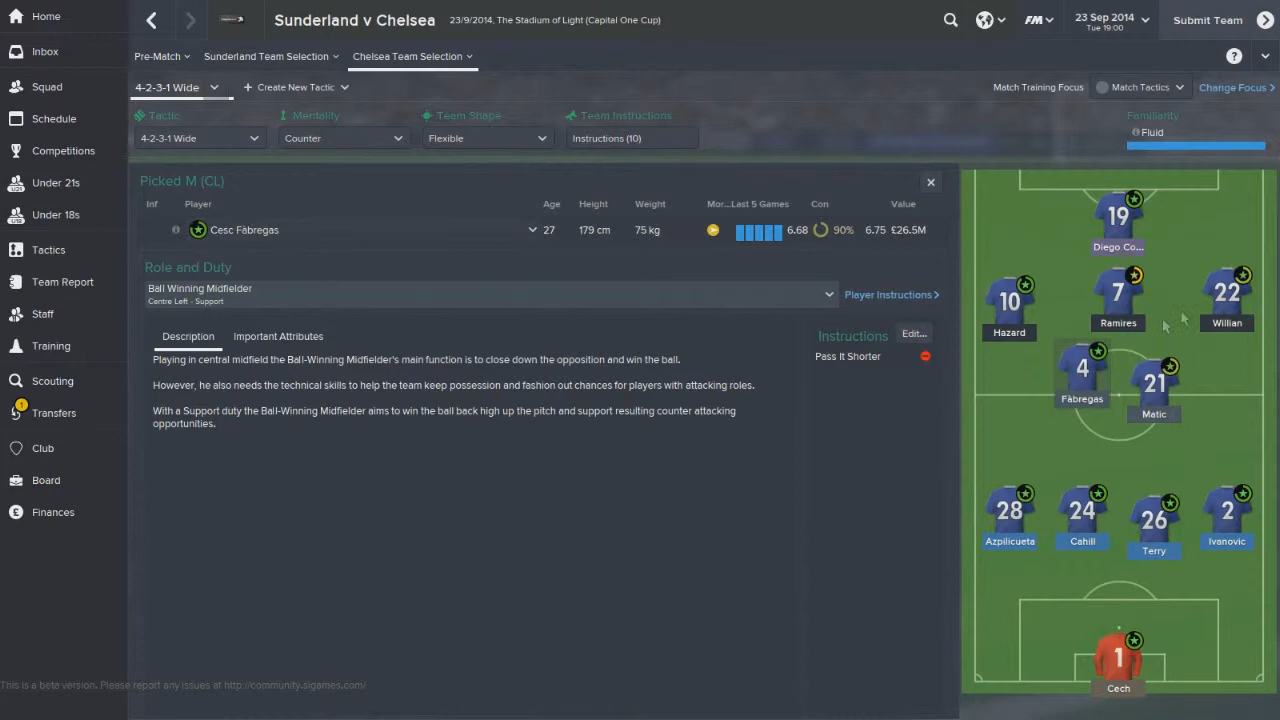 Home
Sunderland v Chelsea
23/9/2014, The Stadium of Light (Capital One Cup)
FM
23 Sep 2014
Tue 19:00
Submit Team
Inbox
Pre-Match
Sunderland Team Selection
Chelsea Team Selection
?
Squad
4-2-3-1 Wide
+ Create New Tactic
Match Training Focus
Match Tactics
Change Focus
Schedule
Tactic
Mentality
Team Shape
Team Instructions
Familiarity
4-2-3-1 Wide
Counter
Flexible
Instructions (10)
Fluid
Competitions
Under 21s
Under 18s
Tactics
Team Report
Staff
Training
Scouting
1
Transfers
Club
Board
£
Finances
Picked M (CL)
Inf
Player
Age
Height
Weight
Mor...
Last 5 Games
Con
Value
Cesc Fàbregas
27
179 cm
75 kg
6.68
90%
6.75
£26.5M
Role and Duty
Ball Winning Midfielder
Centre Left - Support
Player Instructions
Description
Important Attributes
Instructions
Edit...
Playing in central midfield the Ball-Winning Midfielder's main function is to close down the opposition and win the ball.
Pass It Shorter
However, he also needs the technical skills to help the team keep possession and fashion out chances for players with attacking roles.
With a Support duty the Ball-Winning Midfielder aims to win the ball back high up the pitch and support resulting counter attacking
opportunities.
19
Diego Co...
10
Hazard
7
Ramires
22
Willian
4
Fàbregas
21
Matic
28
Azpilicueta
24
Cahill
26
Terry
2
Ivanovic
1
Cech
This is a beta version. Please report any issues at http://community.sigames.com/